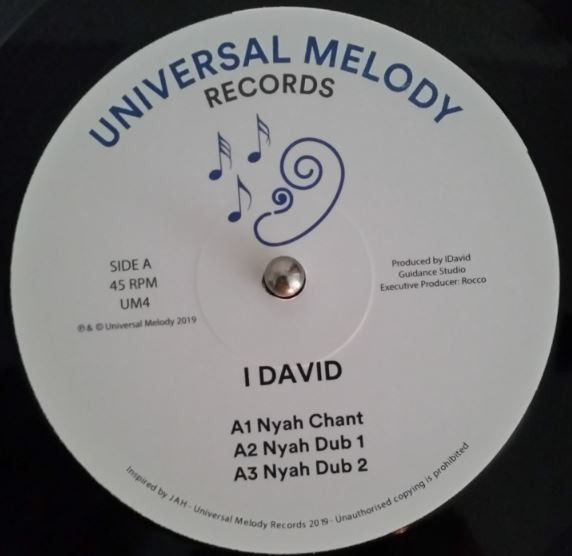 UNIVERSAL MELODY
RECORDS
SIDE A
45 RPM
UM4
℗ & © Universal Melody 2019
Produced by IDavid
Guidance Studio
Executive Producer: Rocco
I DAVID
A1 Nyah Chant
A2 Nyah Dub 1
A3 Nyah Dub 2
Inspired by JAH - Universal Melody Records 2019 - Unauthorised copying is prohibited